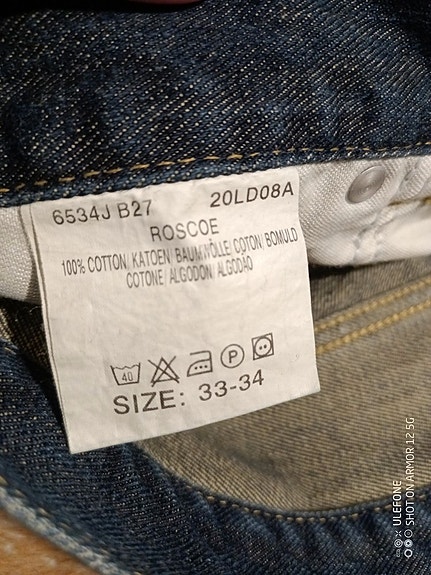 6534J B27 20LD08A
ROSCOE
100% COTTON/ KATOEN/ BAUMWOLLE/ COTON/ BOMULD
COTONE/ ALGODON/ ALGODÃO
40
P
SIZE: 33-34
ULEFONE
SHOT ON ARMOR 12 5G